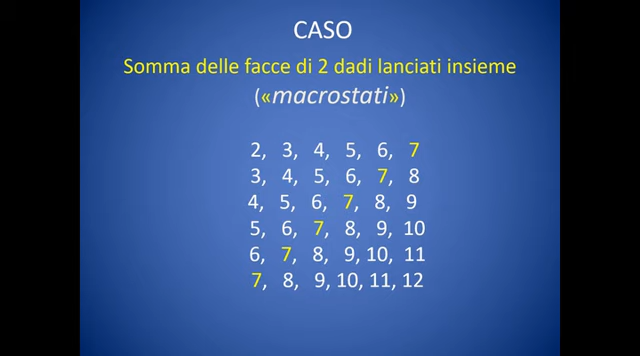 CASO
Somma delle facce di 2 dadi lanciati insieme
(«macrostati»)
2, 3, 4, 5, 6, 7
3, 4, 5, 6, 7, 8
4, 5, 6, 7, 8, 9
5, 6, 7, 8, 9, 10
6, 7, 8, 9, 10, 11
7, 8, 9, 10, 11, 12